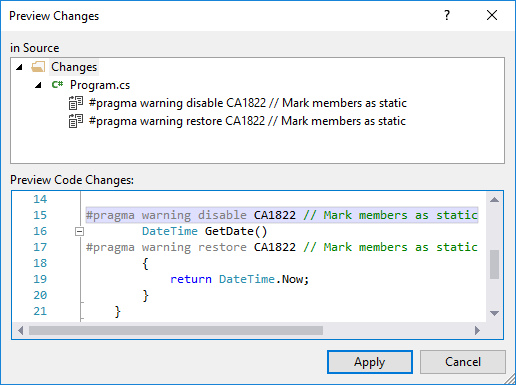 Preview Changes
in Source
Changes
C# Program.cs
#pragma warning disable CA1822 // Mark members as static
#pragma warning restore CA1822 // Mark members as static
Preview Code Changes:
14
15 #pragma warning disable CA1822 // Mark members as static
16 DateTime GetDate()
17 #pragma warning restore CA1822 // Mark members as static
18 {
19 return DateTime.Now;
20 }
21 }
Apply Cancel